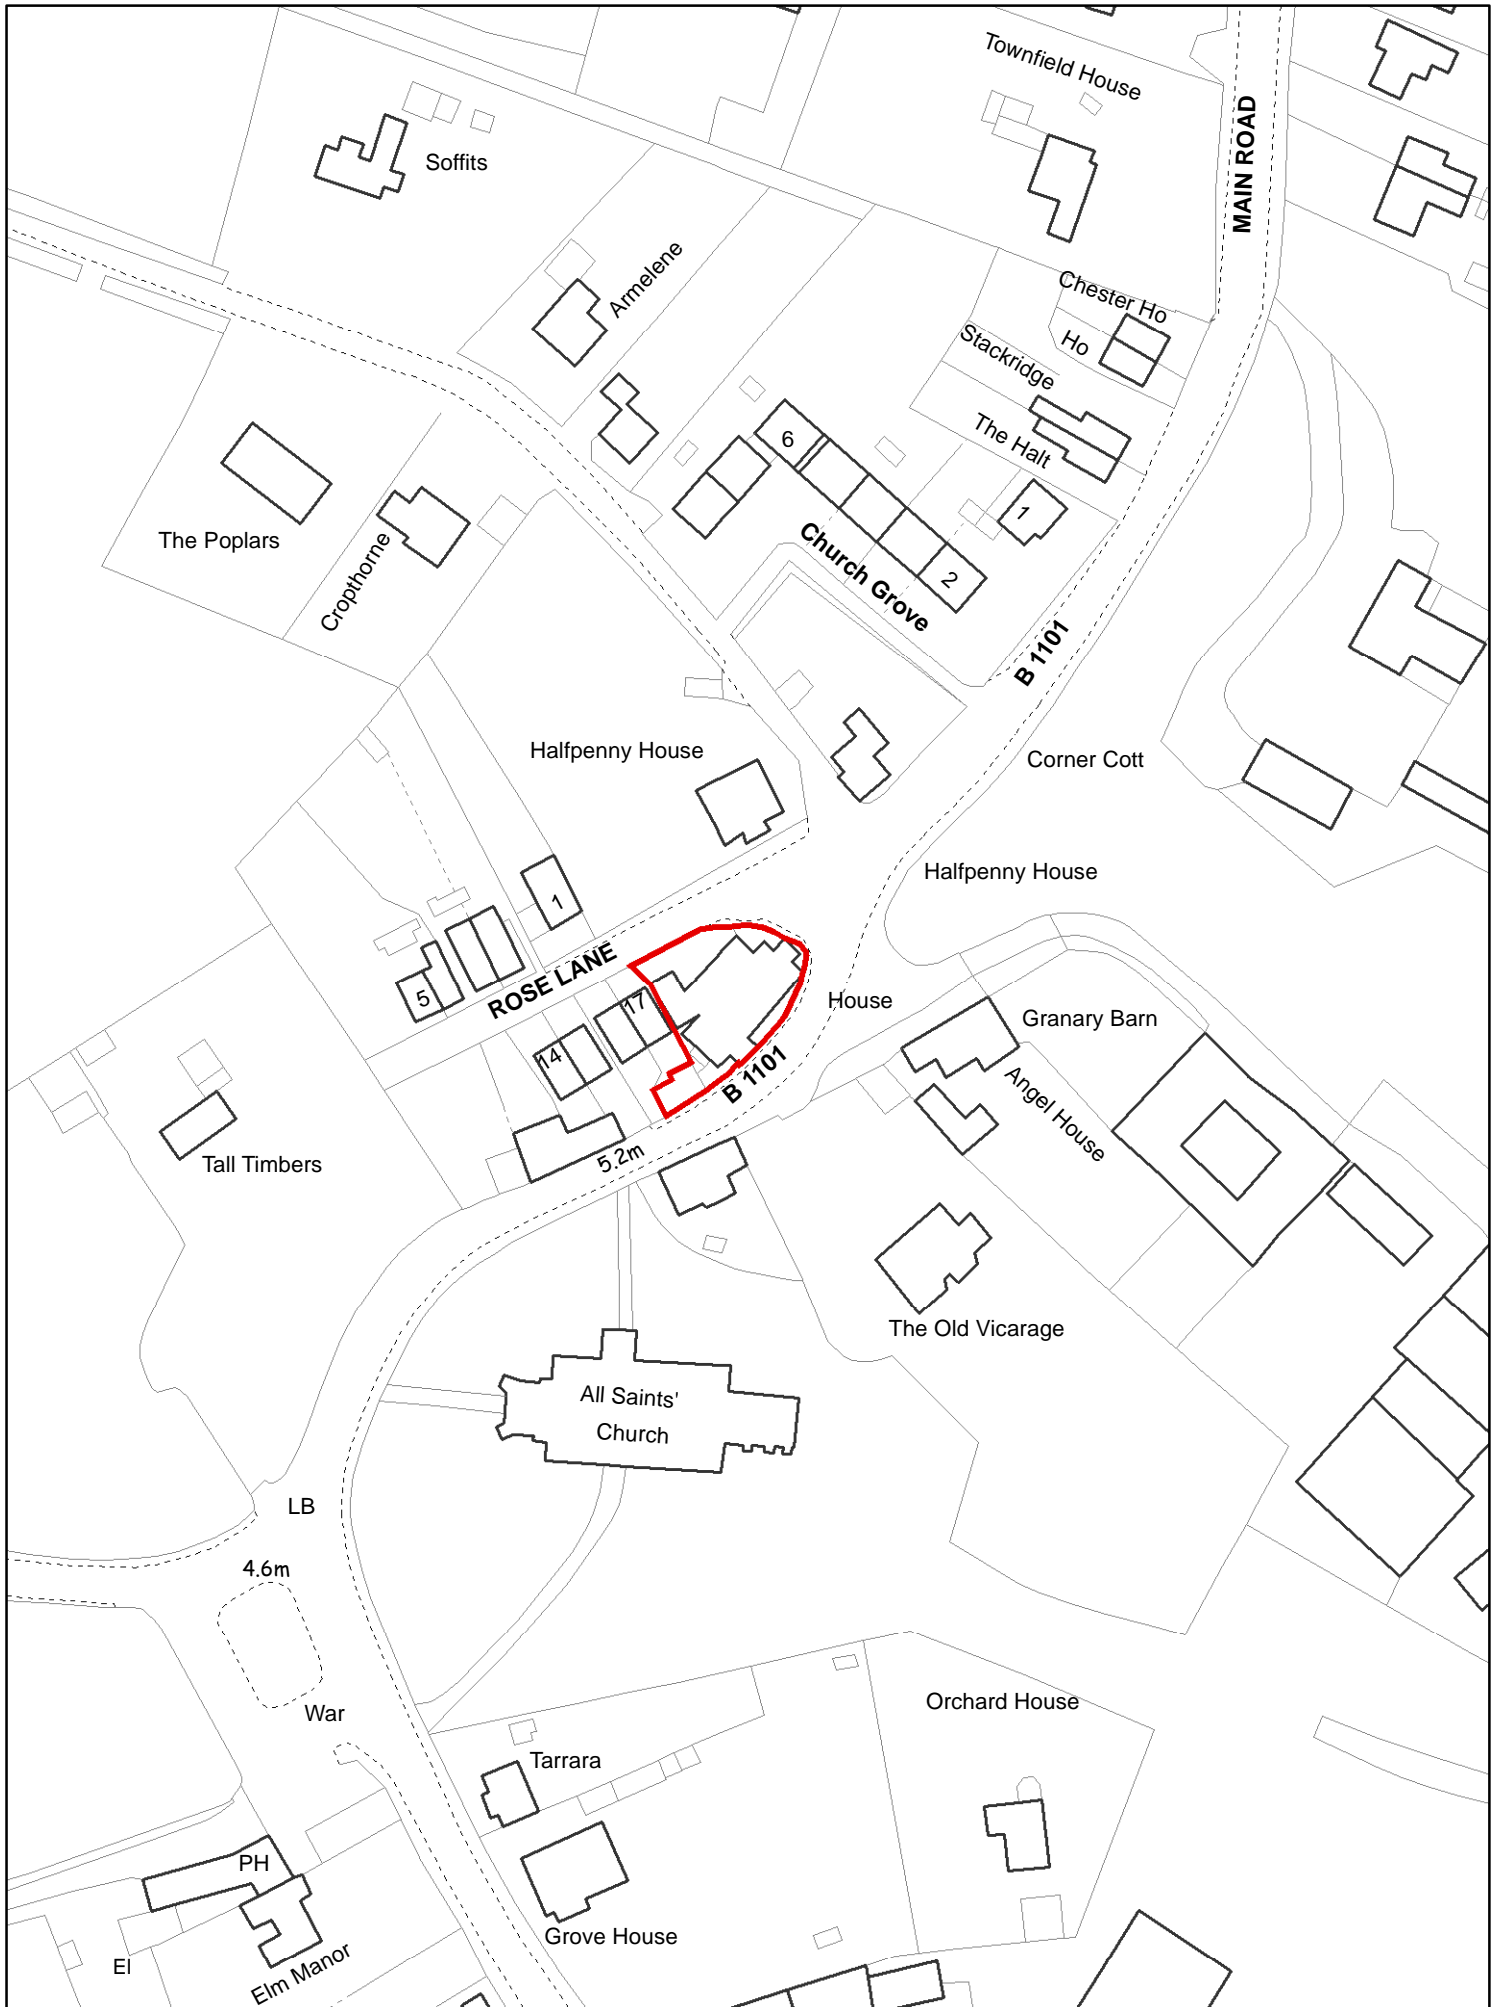 Townfield House
MAIN ROAD
Soffits
Armelene
Chester Ho
Ho
Stackridge
The Halt
6
1
The Poplars
Cropthorne
Church Grove
2
B 1101
Halfpenny House
Corner Cott
Halfpenny House
1
5
ROSE LANE
17
14
House
Granary Barn
B 1101
Angel House
5.2m
Tall Timbers
The Old Vicarage
All Saints'
Church
LB
4.6m
War
Orchard House
Tarrara
PH
Grove House
El
Elm Manor